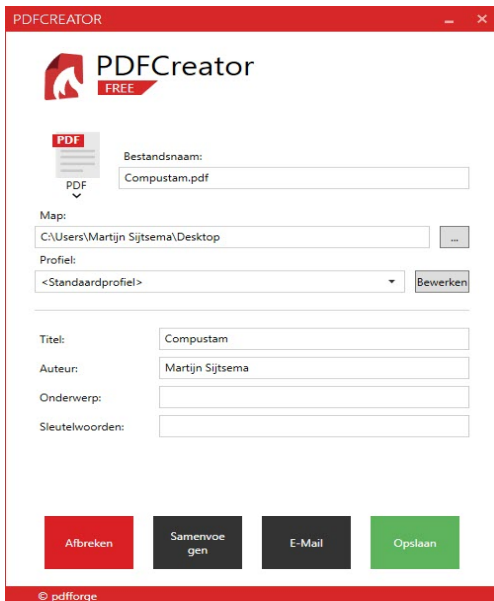 PDFCREATOR
PDFCreator
FREE
PDF
PDF
Bestandsnaam:
Compustam.pdf
Map:
C:\Users\Martijn Sijtsema\Desktop
...
Profiel:
<Standaardprofiel>
Bewerken
Titel:
Compustam
Auteur:
Martijn Sijtsema
Onderwerp:
Sleutelwoorden:
Afbreken
Samenvoe
gen
E-Mail
Opslaan
© pdfforge